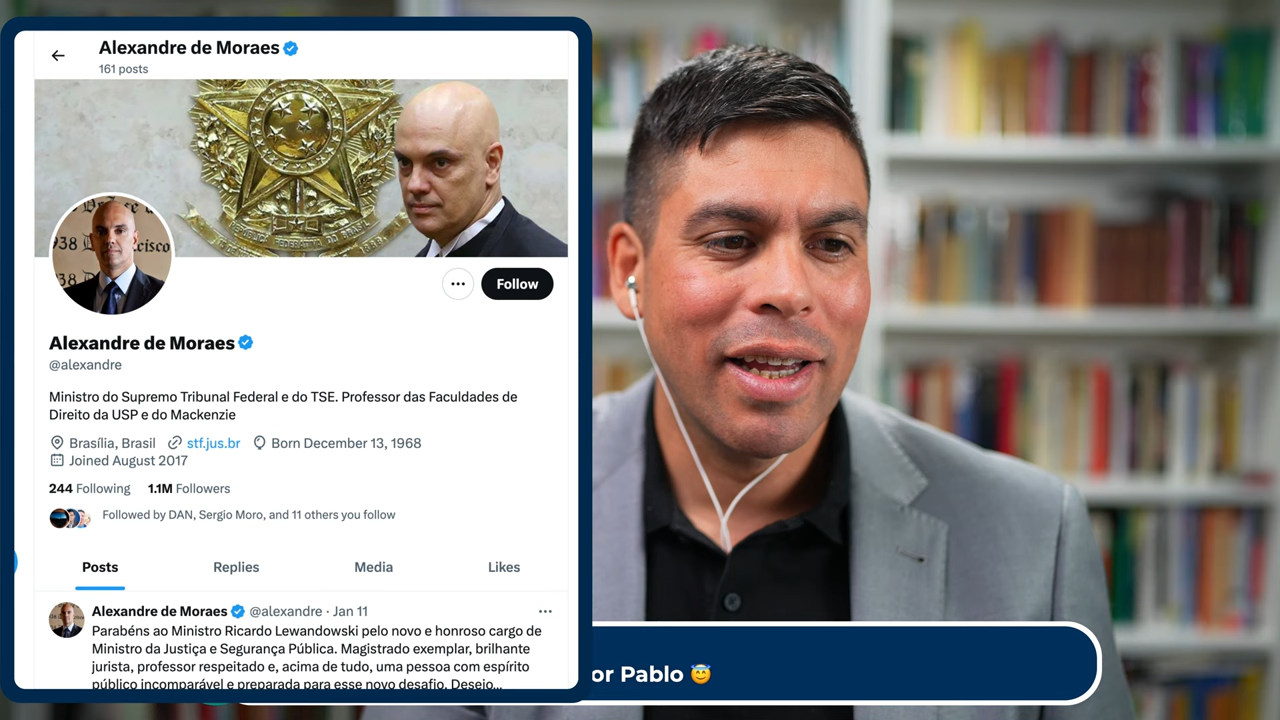 Alexandre de Moraes
161 posts
Follow
Alexandre de Moraes
@alexandre
Ministro do Supremo Tribunal Federal e do TSE. Professor das Faculdades de
Direito da USP e do Mackenzie
Brasília, Brasil stf.jus.br Born December 13, 1968
Joined August 2017
244 Following 1.1M Followers
Followed by DAN, Sergio Moro, and 11 others you follow
Posts Replies Media Likes
Alexandre de Moraes @alexandre · Jan 11
Parabéns ao Ministro Ricardo Lewandowski pelo novo e honroso cargo de
Ministro da Justiça e Segurança Pública. Magistrado exemplar, brilhante
jurista, professor respeitado e, acima de tudo, uma pessoa com espírito
público incomparável e preparada para esse novo desafio. Desejo...
or Pablo 😇